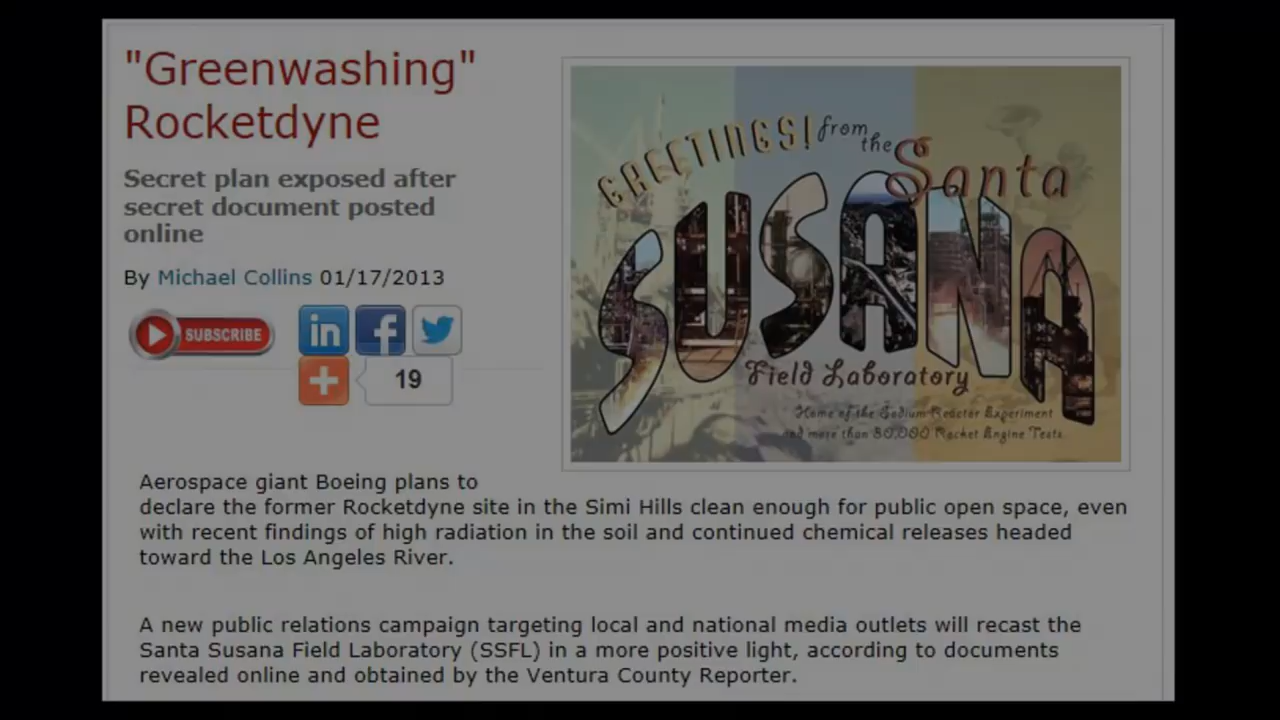 "Greenwashing"
Rocketdyne
Secret plan exposed after
secret document posted
online
By Michael Collins 01/17/2013
SUBSCRIBE
in f
19
GREETINGS! from
the Santa
SUSANA
Field Laboratory
Home of the Sodium Reactor Experiment
and more than 30,000 Rocket Engine Tests
Aerospace giant Boeing plans to
declare the former Rocketdyne site in the Simi Hills clean enough for public open space, even
with recent findings of high radiation in the soil and continued chemical releases headed
toward the Los Angeles River.
A new public relations campaign targeting local and national media outlets will recast the
Santa Susana Field Laboratory (SSFL) in a more positive light, according to documents
revealed online and obtained by the Ventura County Reporter.